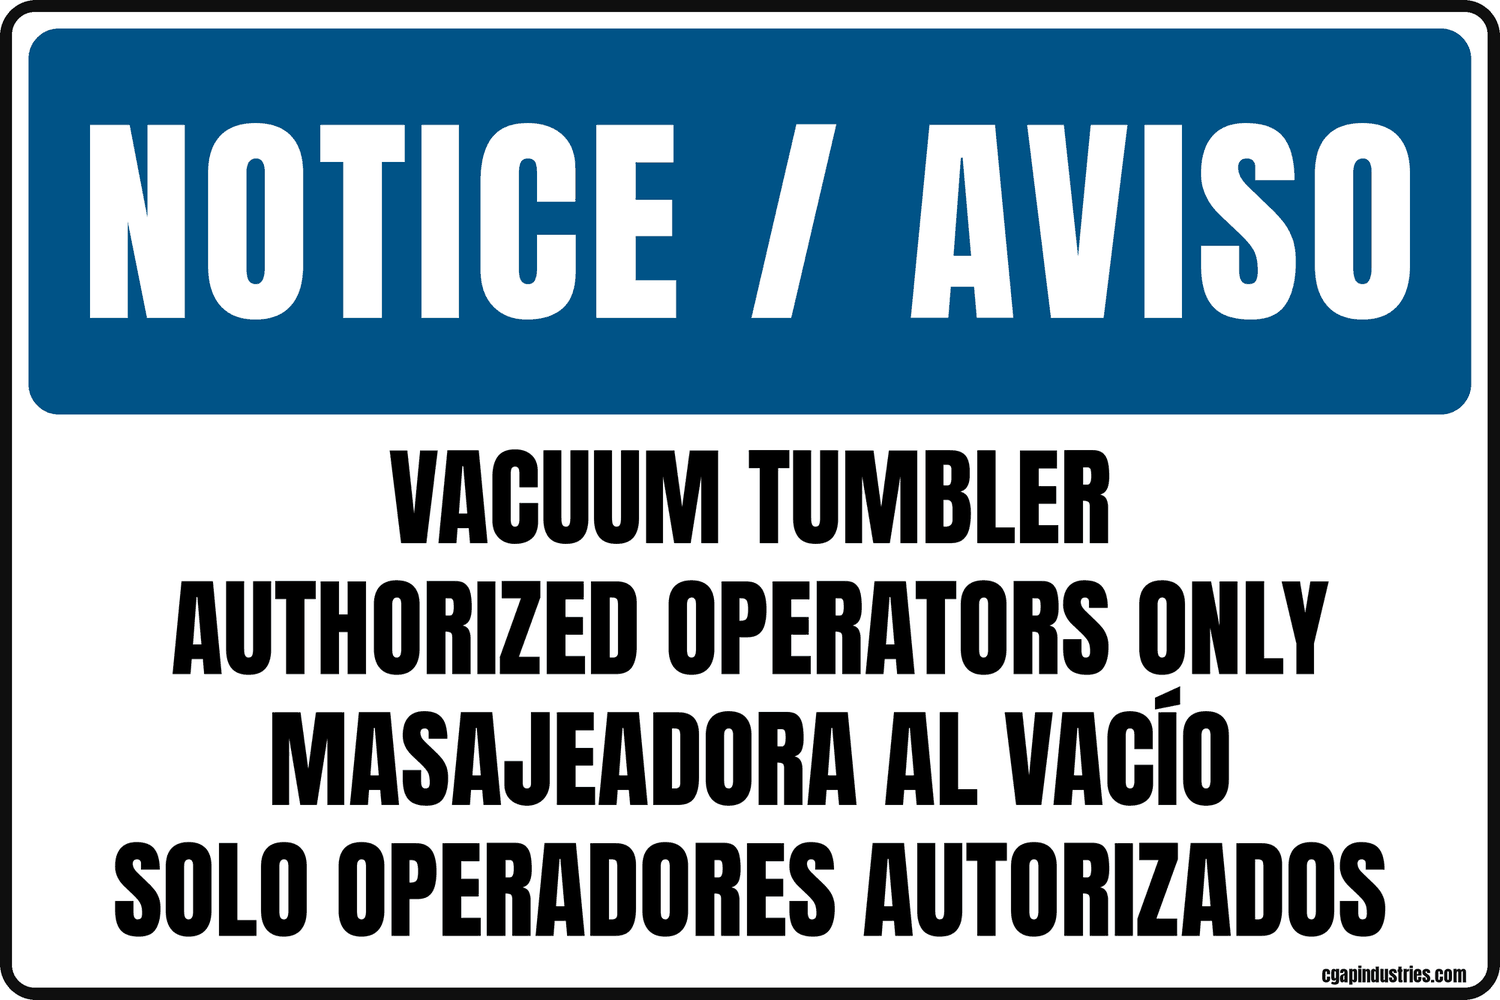 NOTICE / AVISO
VACUUM TUMBLER
AUTHORIZED OPERATORS ONLY
MASAJEADORA AL VACÍO
SOLO OPERADORES AUTORIZADOS
cgapindustries.com